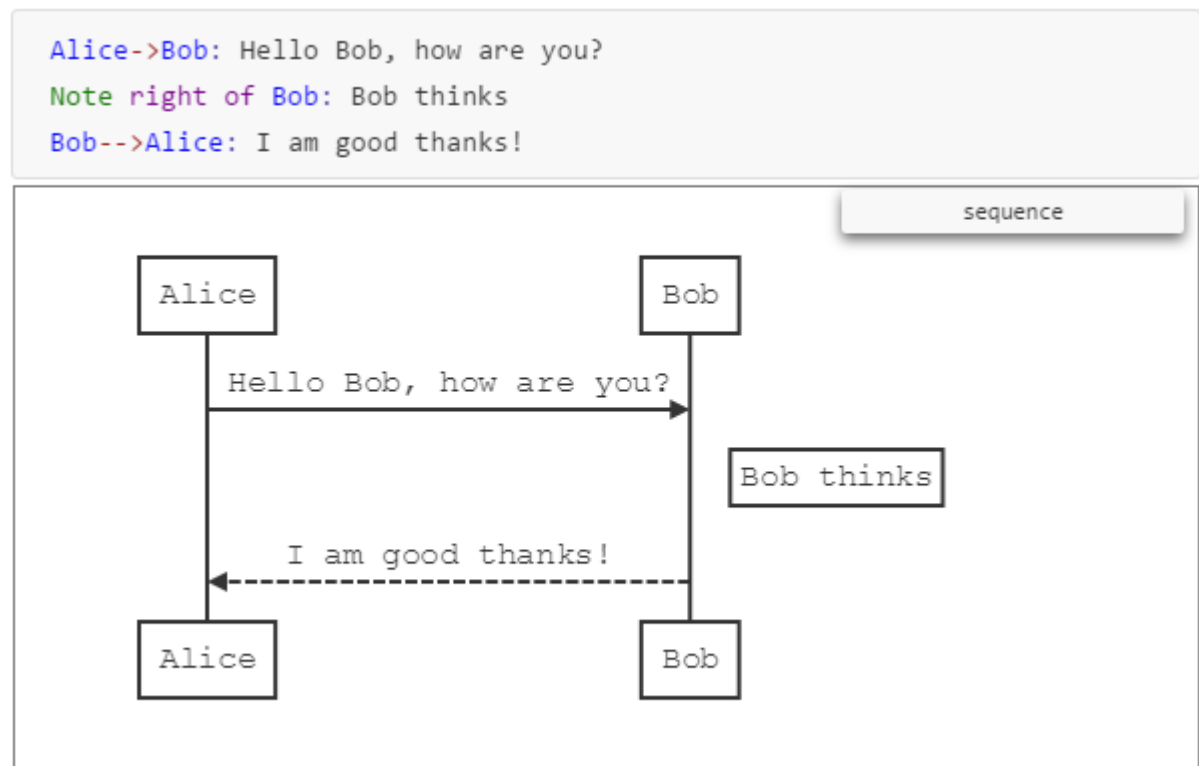 Alice->Bob: Hello Bob, how are you?
Note right of Bob: Bob thinks
Bob-->Alice: I am good thanks!
sequence
Alice Bob
Hello Bob, how are you?
Bob thinks
I am good thanks!
Alice Bob